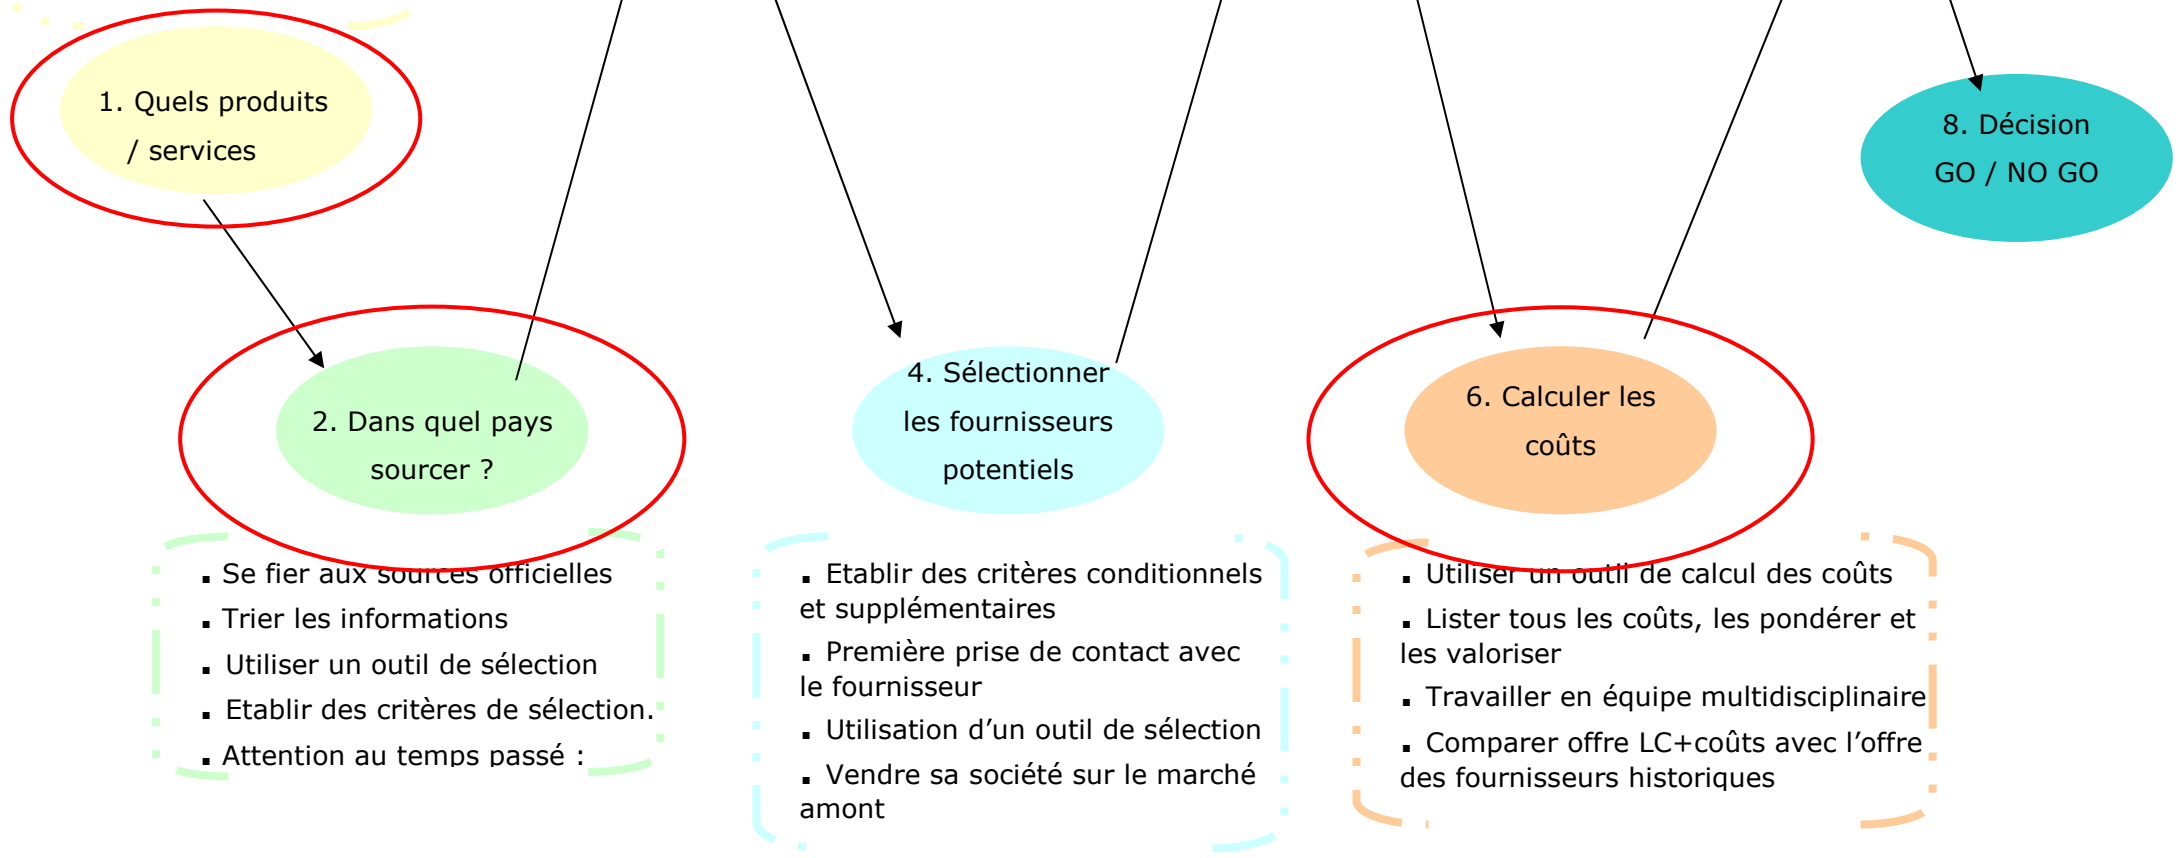 1. Quels produits
/ services
8. Décision
GO / NO GO
2. Dans quel pays
sourcer ?
4. Sélectionner
les fournisseurs
potentiels
6. Calculer les
coûts
▪ Se fier aux sources officielles
▪ Trier les informations
▪ Utiliser un outil de sélection
▪ Etablir des critères de sélection.
▪ Attention au temps passé :
▪ Etablir des critères conditionnels
et supplémentaires
▪ Première prise de contact avec
le fournisseur
▪ Utilisation d’un outil de sélection
▪ Vendre sa société sur le marché
amont
▪ Utiliser un outil de calcul des coûts
▪ Lister tous les coûts, les pondérer et
les valoriser
▪ Travailler en équipe multidisciplinaire
▪ Comparer offre LC+coûts avec l’offre
des fournisseurs historiques